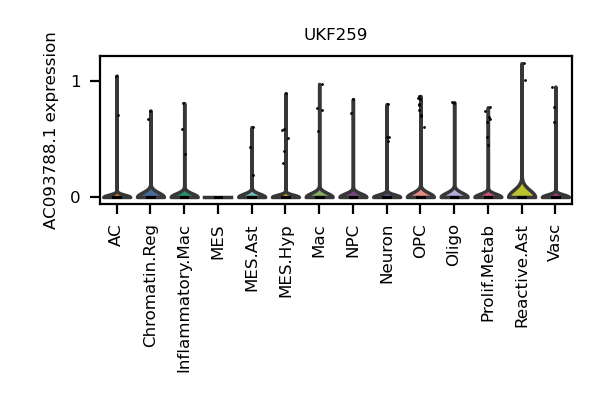 UKF259
AC093788.1 expression
1
0
AC
Chromatin.Reg
Inflammatory.Mac
MES
MES.Ast
MES.Hyp
Mac
NPC
Neuron
OPC
Oligo
Prolif.Metab
Reactive.Ast
Vasc